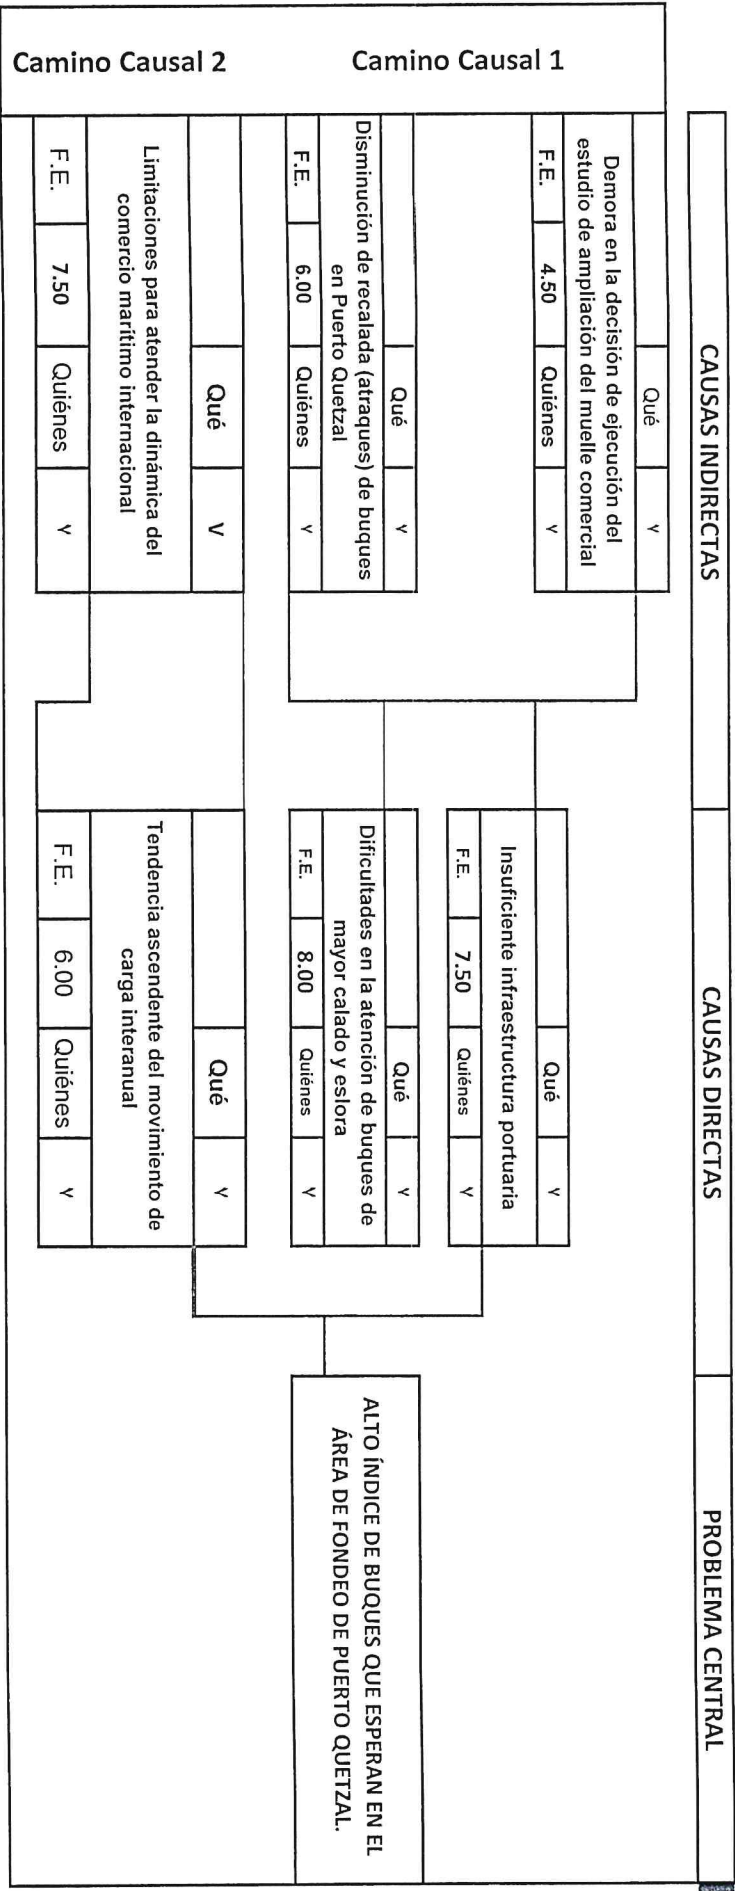 CAUSAS INDIRECTAS
CAUSAS DIRECTAS
PROBLEMA CENTRAL
Camino Causal 1
Qué
Y
Demora en la decisión de ejecución del
estudio de ampliación del muelle comercial
F.E.
4.50
Quiénes
Y
Qué
Y
Disminución de recalada (atraques) de buques
en Puerto Quetzal
F.E.
6.00
Quiénes
Y
Qué
Y
Insuficiente infraestructura portuaria
F.E.
7.50
Quiénes
Y
Qué
Y
Dificultades en la atención de buques de
mayor calado y eslora
F.E.
8.00
Quiénes
Y
Camino Causal 2
Qué
V
Limitaciones para atender la dinámica del
comercio marítimo internacional
F.E.
7.50
Quiénes
Y
Qué
Y
Tendencia ascendente del movimiento de
carga interanual
F.E.
6.00
Quiénes
Y
ALTO ÍNDICE DE BUQUES QUE ESPERAN EN EL
ÁREA DE FONDEO DE PUERTO QUETZAL.